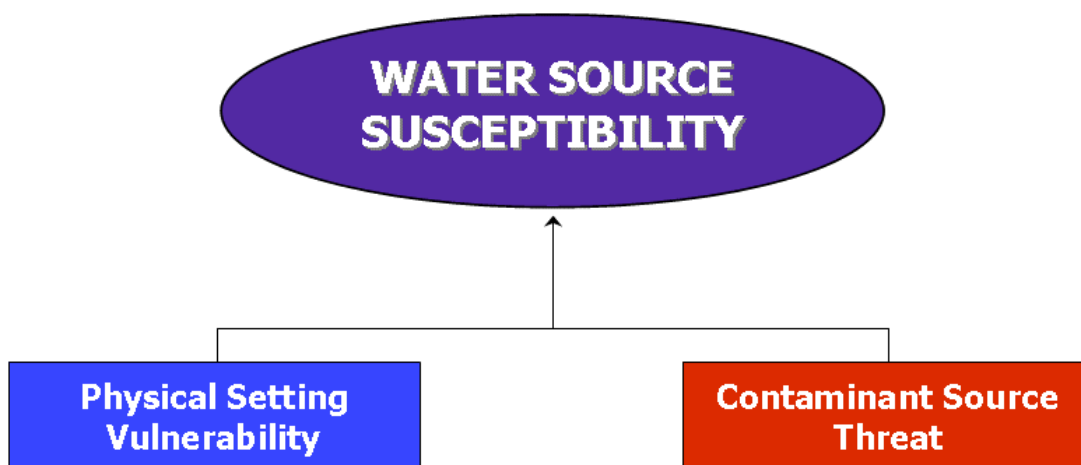 WATER SOURCE
SUSCEPTIBILITY
Physical Setting
Vulnerability
Contaminant Source
Threat